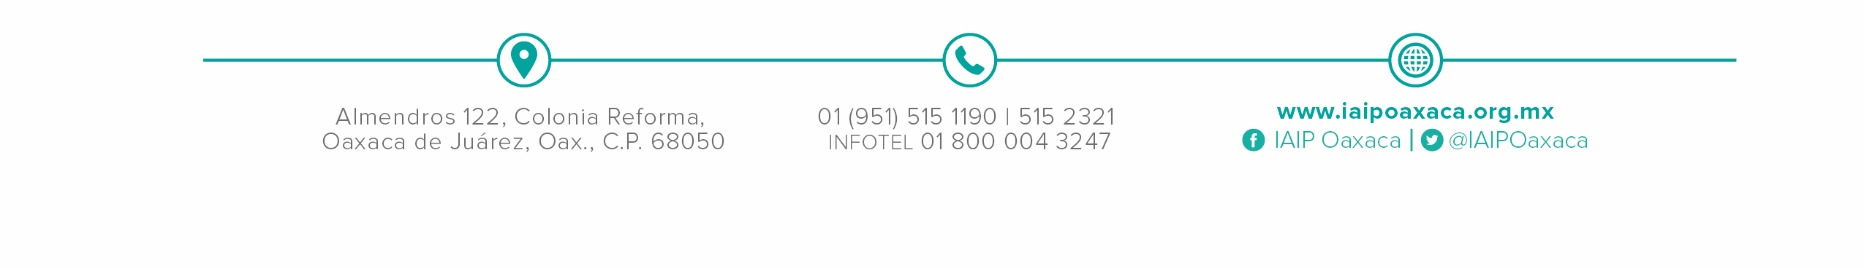 Almendros 122, Colonia Reforma,
Oaxaca de Juárez, Oax., C.P. 68050
01 (951) 515 1190 | 515 2321
INFOTEL 01 800 004 3247
www.iaipoaxaca.org.mx
IAIP Oaxaca | @IAIPOaxaca